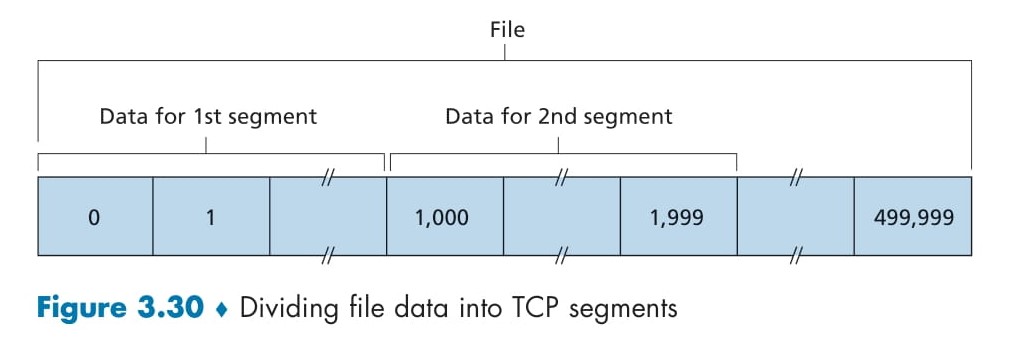 File
Data for 1st segment
Data for 2nd segment
0
1
1,000
1,999
499,999
Figure 3.30 ♦ Dividing file data into TCP segments